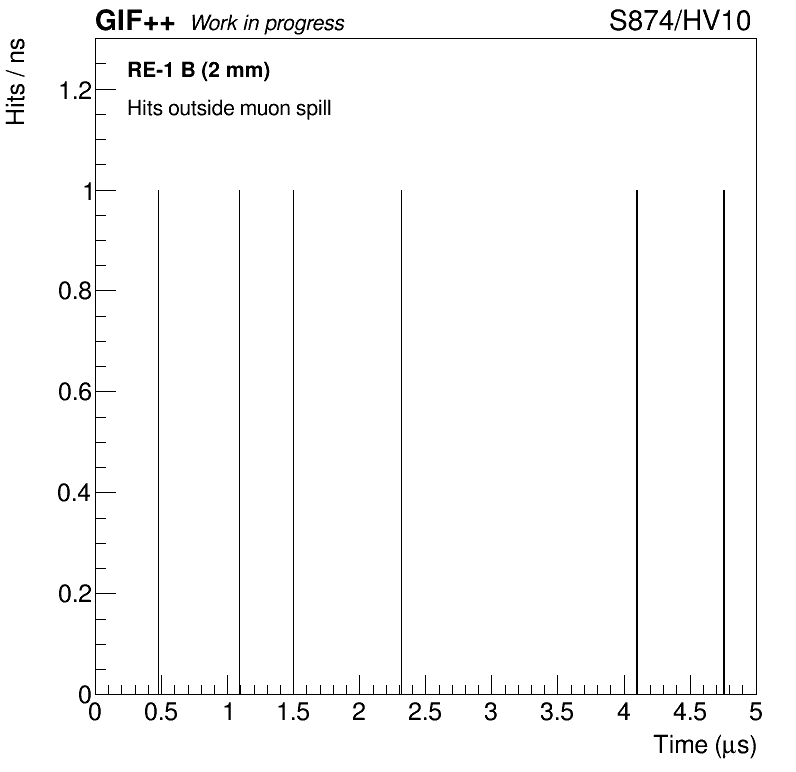 GIF++ Work in progress S874/HV10
Hits / ns
RE-1 B (2 mm)
Hits outside muon spill
1.2
1
0.8
0.6
0.4
0.2
0
0 0.5 1 1.5 2 2.5 3 3.5 4 4.5 5
Time (μs)